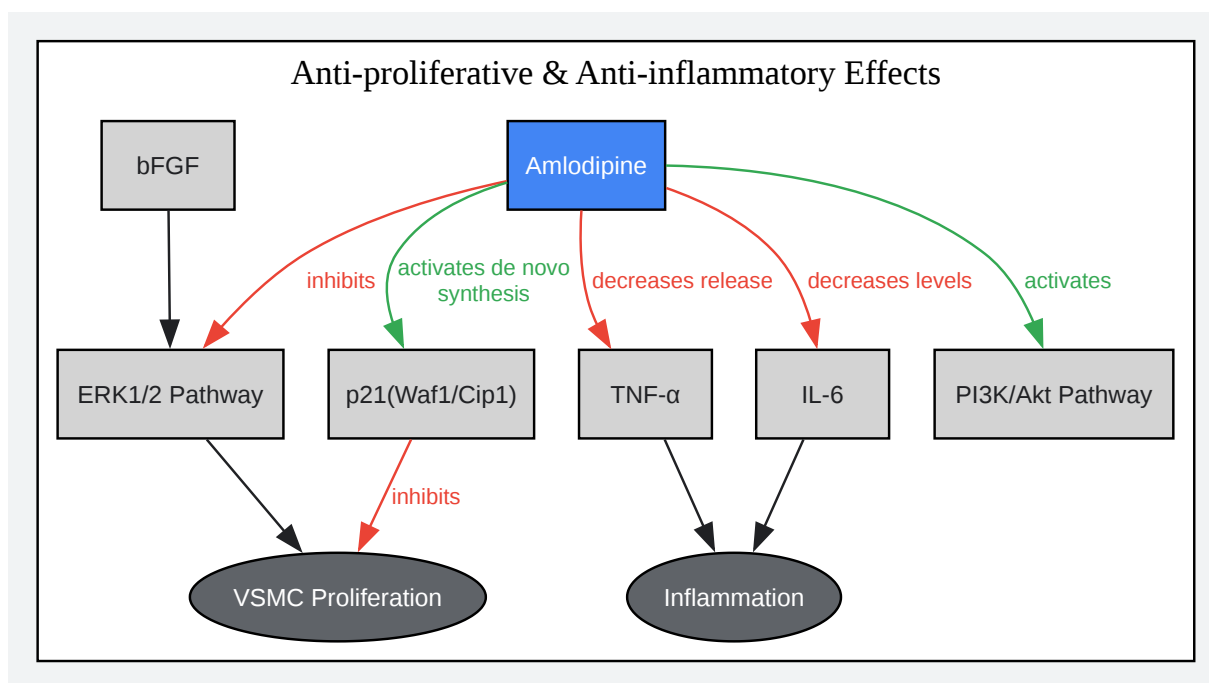 Anti-proliferative & Anti-inflammatory Effects
bFGF
Amlodipine
inhibits
activates de novo
synthesis
decreases release
decreases levels
activates
ERK1/2 Pathway
p21(Waf1/Cip1)
TNF-α
IL-6
PI3K/Akt Pathway
inhibits
VSMC Proliferation
Inflammation